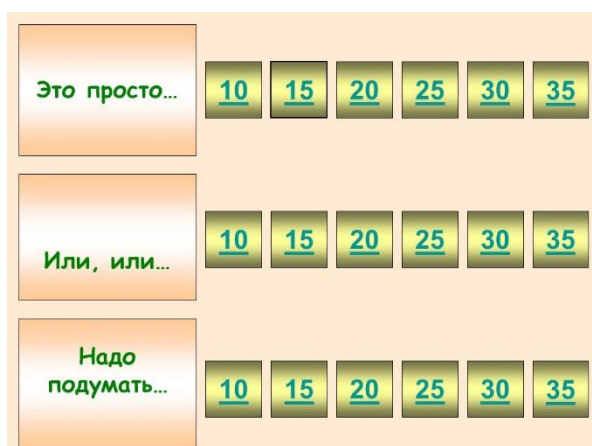 Это просто... 10 15 20 25 30 35
Или, или... 10 15 20 25 30 35
Надо
подумать... 10 15 20 25 30 35